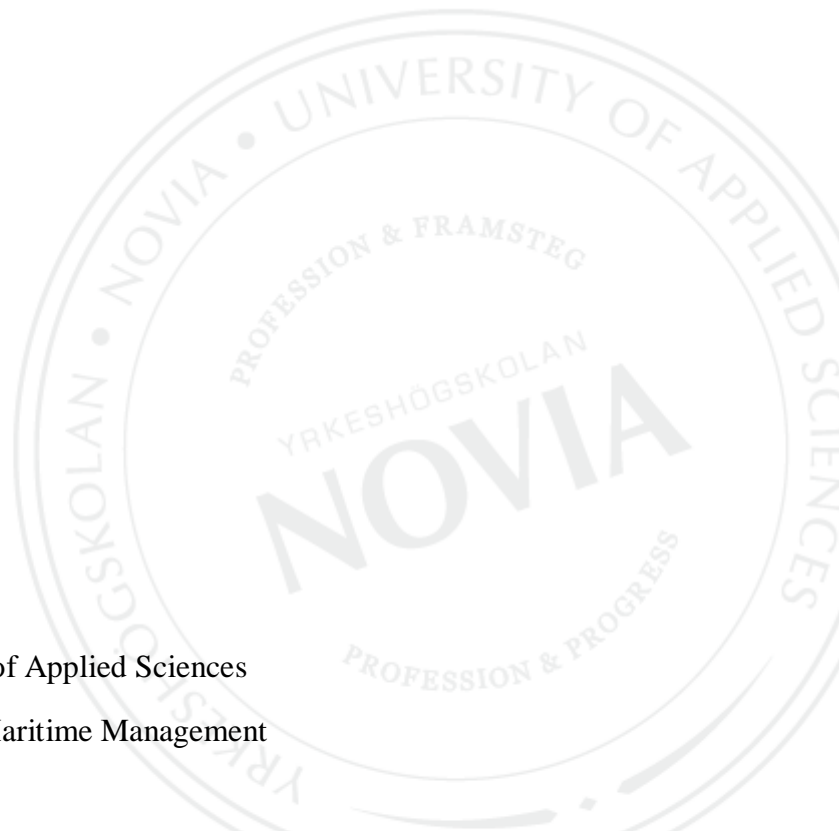 YRKESHÖGSKOLAN • NOVIA • UNIVERSITY OF APPLIED SCIENCES
PROFESSION & FRAMSTEG
YRKESHÖGSKOLAN
NOVIA
PROFESSION & PROGRESS
of Applied Sciences
Maritime Management